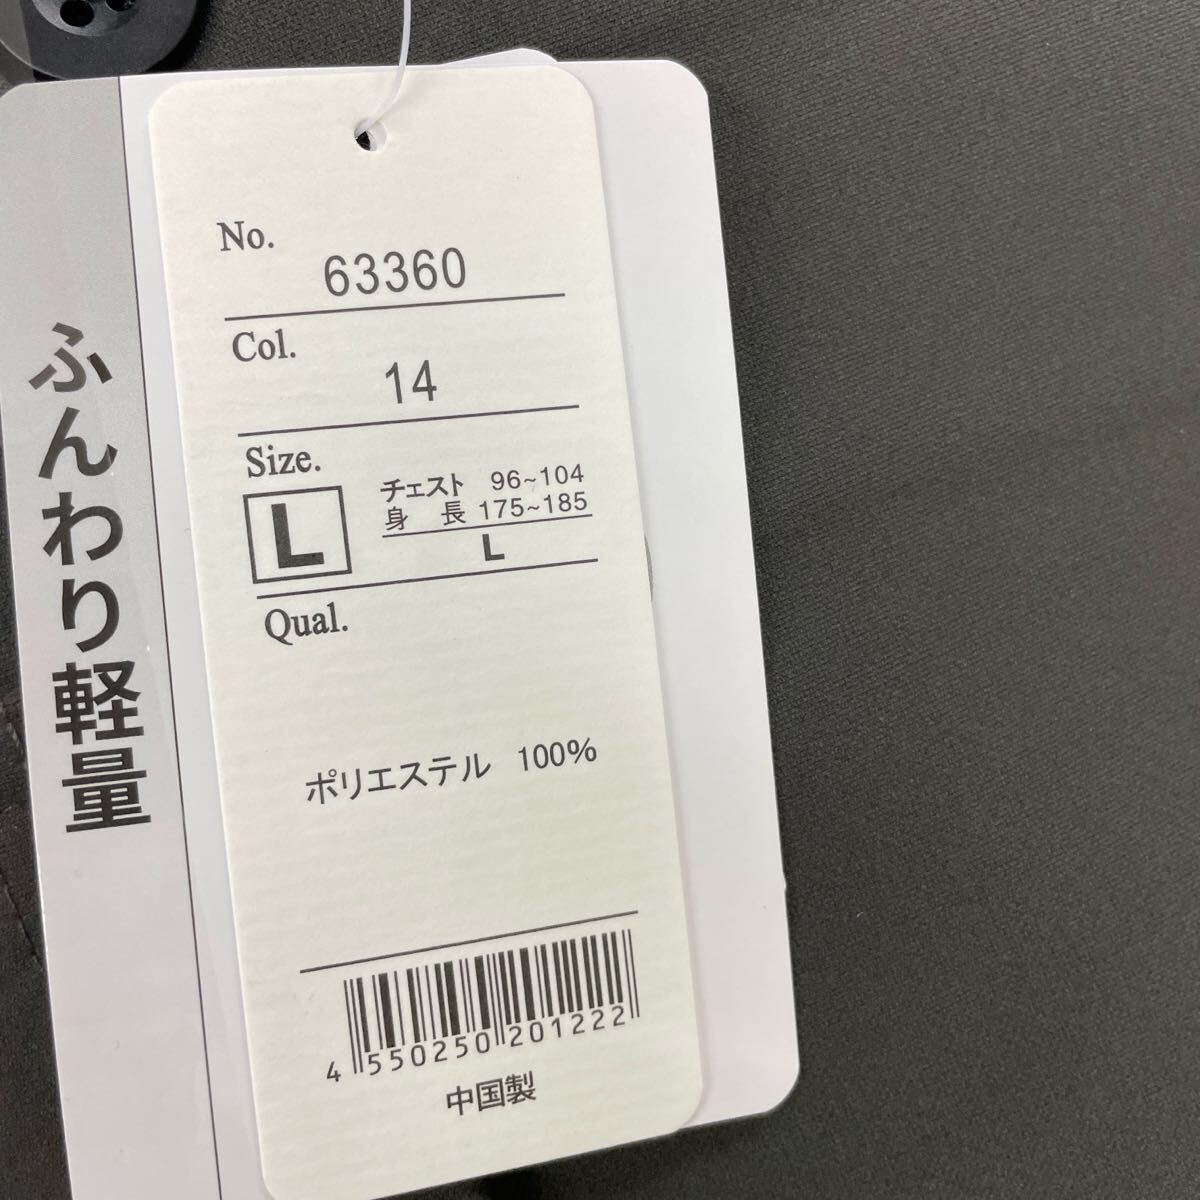 ふんわり軽量
No.
63360
Col.
14
Size.
L
チェスト 96~104
身 長 175~185
L
Qual.
ポリエステル 100%
4 550250 201222
中国製